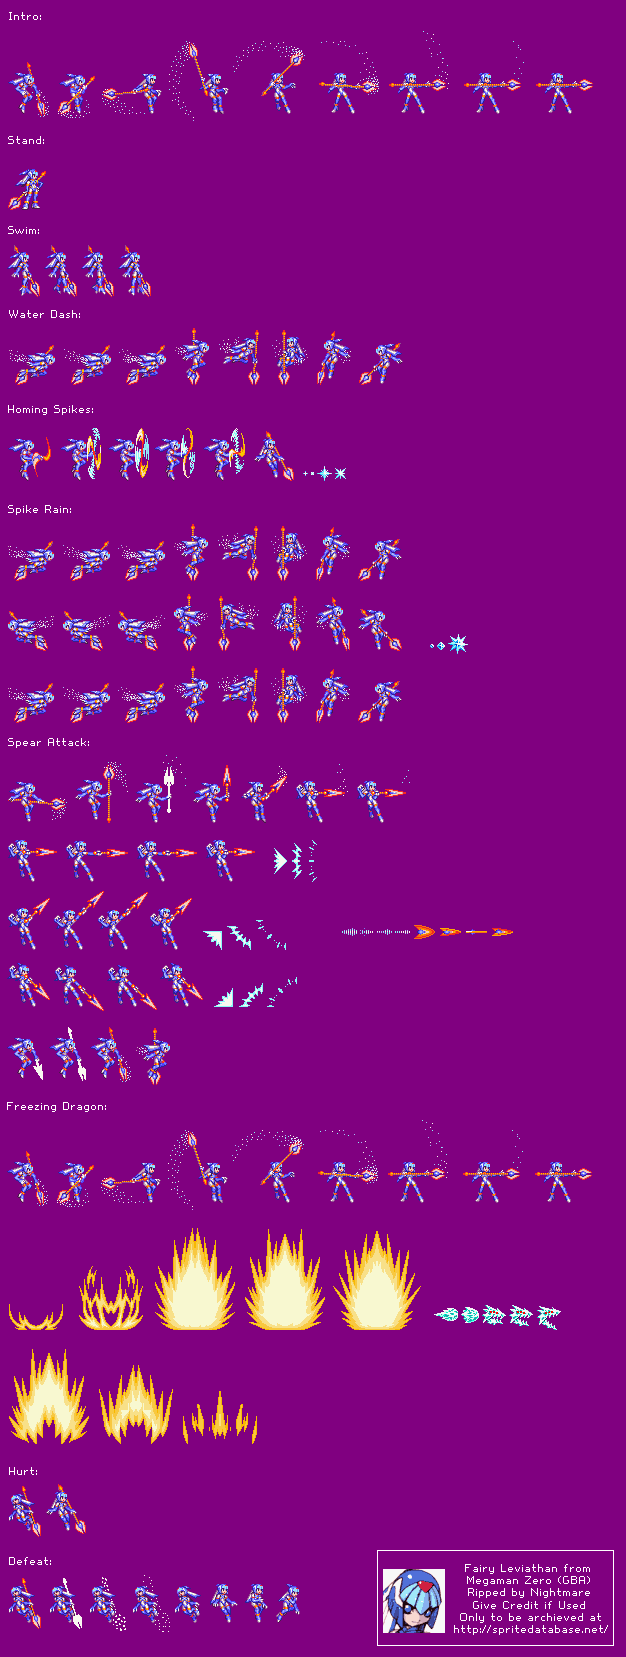 Intro:
Stand:
Swim:
Water Dash:
Homing Spikes:
Spike Rain:
Spear Attack:
Freezing Dragon:
Hurt:
Defeat:
Fairy Leviathan from
Megaman Zero (GBA)
Ripped by Nightmare
Give Credit if Used
Only to be archieved at
http://spritedatabase.net/